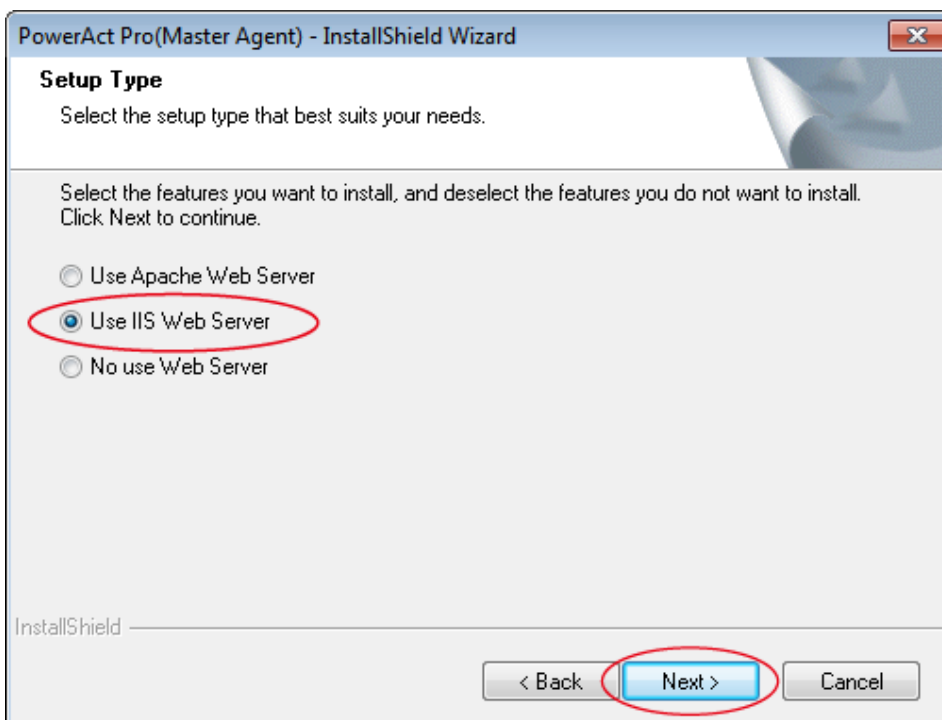 PowerAct Pro(Master Agent) - InstallShield Wizard
Setup Type
Select the setup type that best suits your needs.
Select the features you want to install, and deselect the features you do not want to install.
Click Next to continue.
Use Apache Web Server
Use IIS Web Server
No use Web Server
InstallShield
< Back
Next >
Cancel